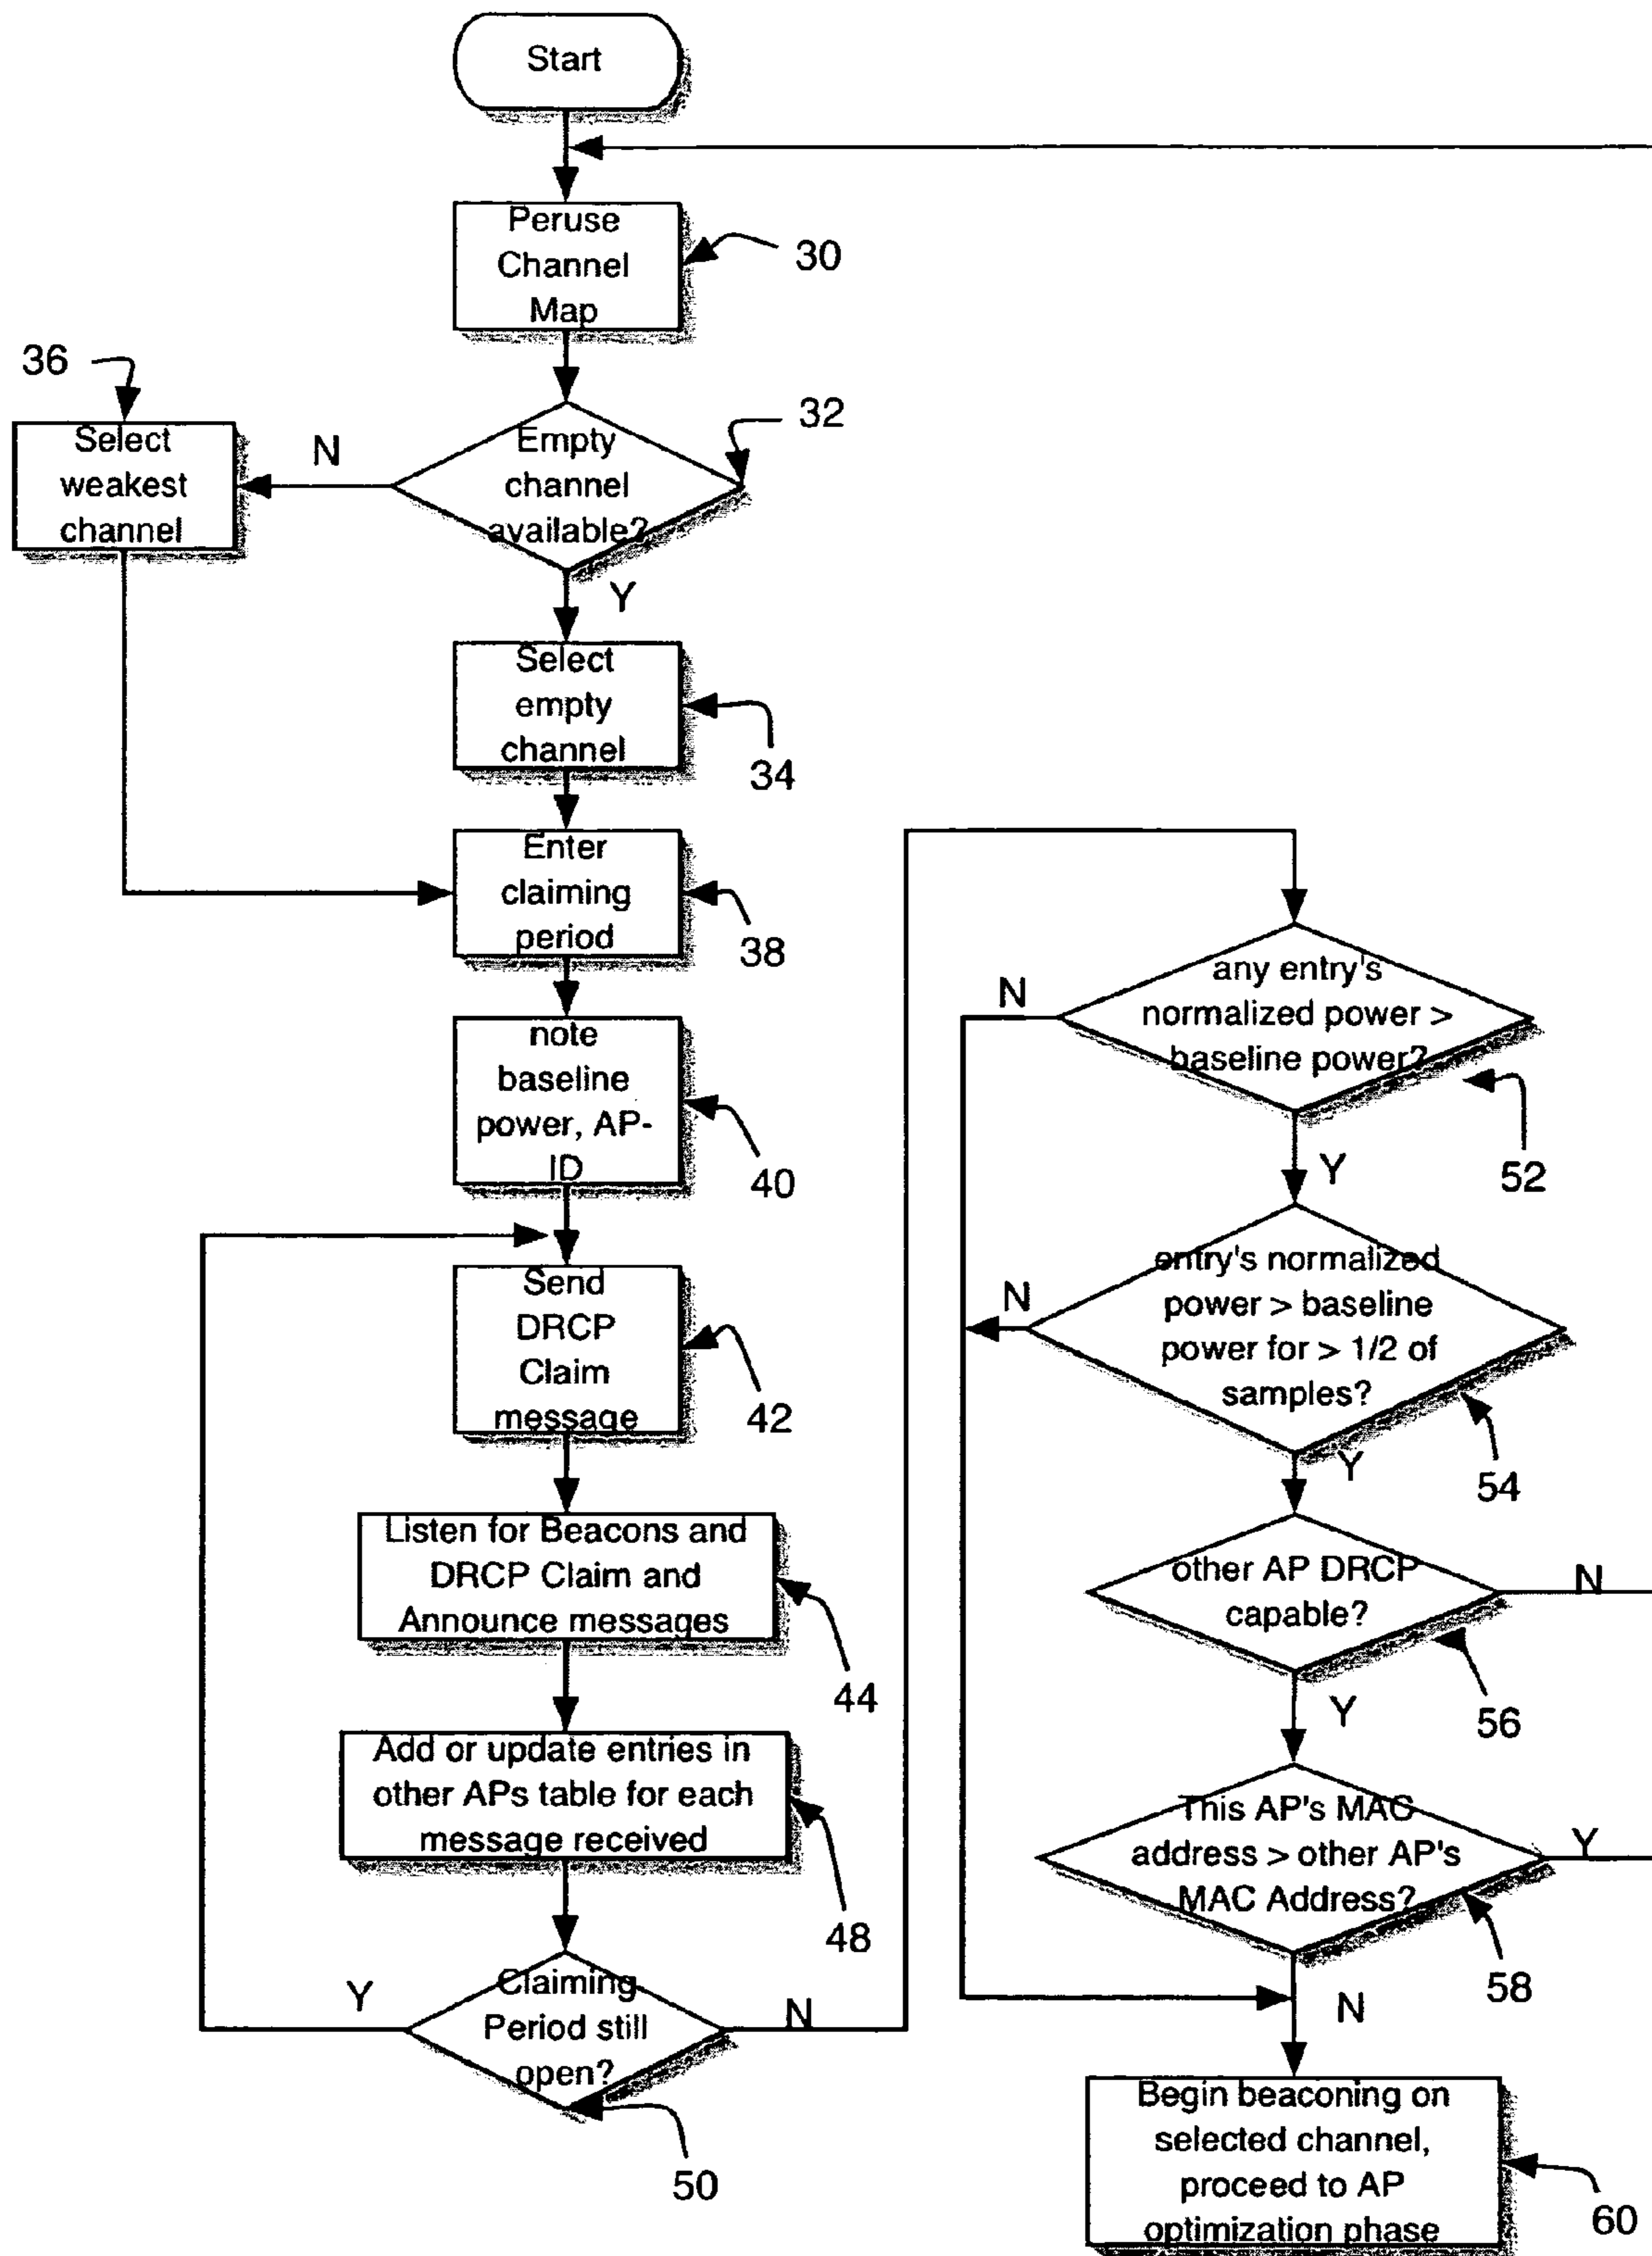 Start
Peruse
Channel
Map
30
36
Select
weakest
channel
N
Empty
channel
available?
32
Y
Select
empty
channel
34
Enter
claiming
period
38
note
baseline
power, AP-
ID
40
Send
DRCP
Claim
message
42
Listen for Beacons and
DRCP Claim and
Announce messages
44
Add or update entries in
other APs table for each
message received
48
Claiming
Period still
open?
Y
N
50
any entry's
normalized power >
baseline power?
N
52
Y
entry's normalized
power > baseline
power for > 1/2 of
samples?
N
54
Y
other AP DRCP
capable?
N
56
Y
This AP's MAC
address > other AP's
MAC Address?
Y
58
N
Begin beaconing on
selected channel,
proceed to AP
optimization phase
60